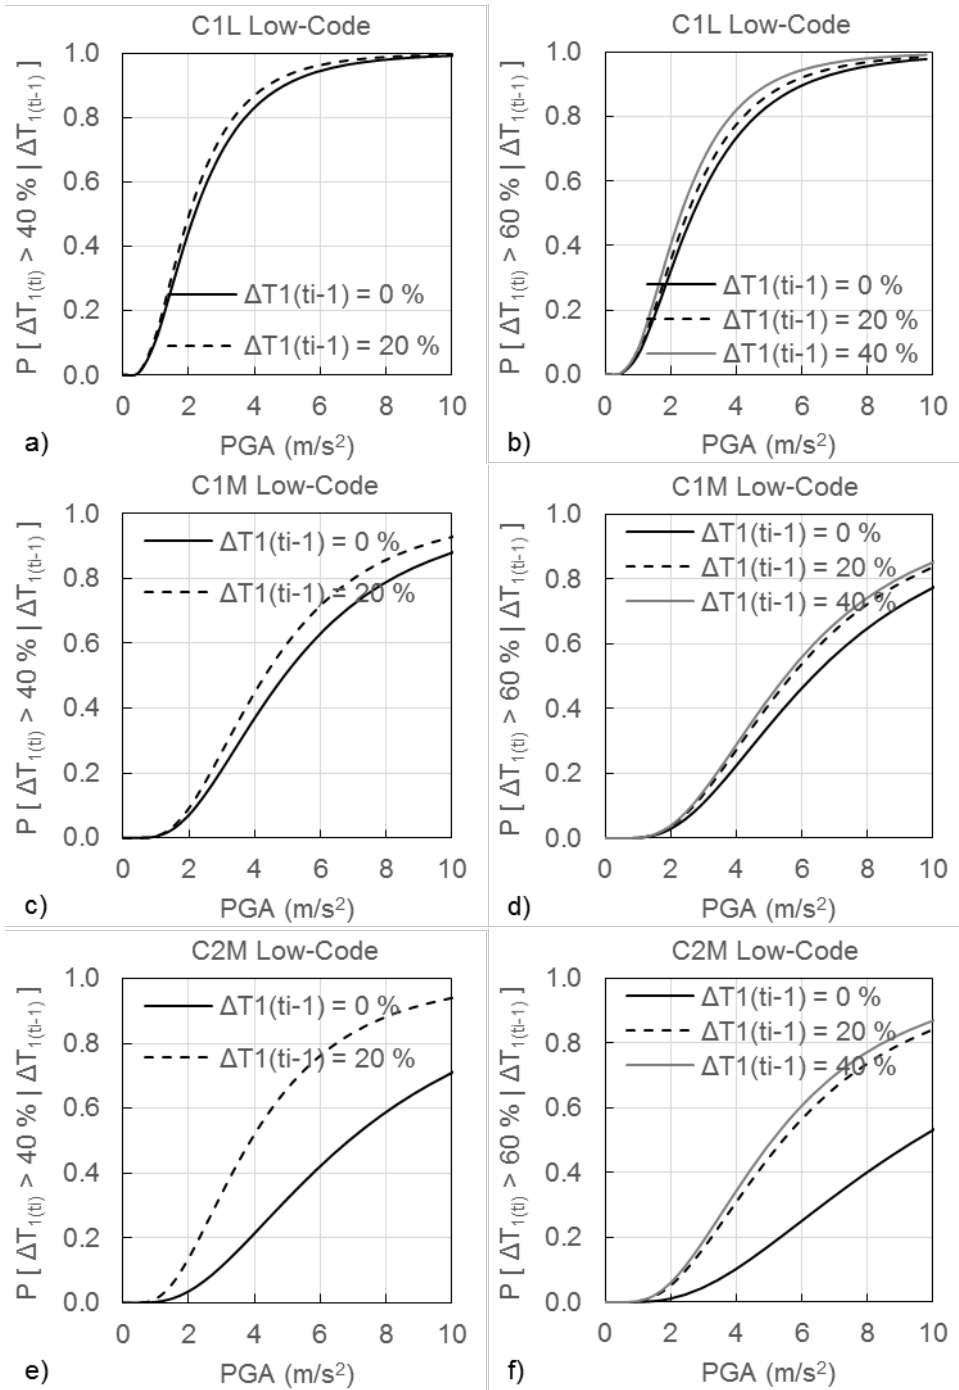 C1L Low-Code
P [ ΔT1(ti) > 40 % | ΔT1(ti-1) ]
1.0
0.8
0.6
0.4
0.2
0.0
ΔT1(ti-1) = 0 %
ΔT1(ti-1) = 20 %
0 2 4 6 8 10
a)
PGA (m/s²)
C1L Low-Code
P [ ΔT1(ti) > 60 % | ΔT1(ti-1) ]
1.0
0.8
0.6
0.4
0.2
0.0
ΔT1(ti-1) = 0 %
ΔT1(ti-1) = 20 %
ΔT1(ti-1) = 40 %
0 2 4 6 8 10
b)
PGA (m/s²)
C1M Low-Code
P [ ΔT1(ti) > 40 % | ΔT1(ti-1) ]
1.0
0.8
0.6
0.4
0.2
0.0
ΔT1(ti-1) = 0 %
ΔT1(ti-1) = 20 %
0 2 4 6 8 10
c)
PGA (m/s²)
C1M Low-Code
P [ ΔT1(ti) > 60 % | ΔT1(ti-1) ]
1.0
0.8
0.6
0.4
0.2
0.0
ΔT1(ti-1) = 0 %
ΔT1(ti-1) = 20 %
ΔT1(ti-1) = 40 %
0 2 4 6 8 10
d)
PGA (m/s²)
C2M Low-Code
P [ ΔT1(ti) > 40 % | ΔT1(ti-1) ]
1.0
0.8
0.6
0.4
0.2
0.0
ΔT1(ti-1) = 0 %
ΔT1(ti-1) = 20 %
0 2 4 6 8 10
e)
PGA (m/s²)
C2M Low-Code
P [ ΔT1(ti) > 60 % | ΔT1(ti-1) ]
1.0
0.8
0.6
0.4
0.2
0.0
ΔT1(ti-1) = 0 %
ΔT1(ti-1) = 20 %
ΔT1(ti-1) = 40 %
0 2 4 6 8 10
f)
PGA (m/s²)